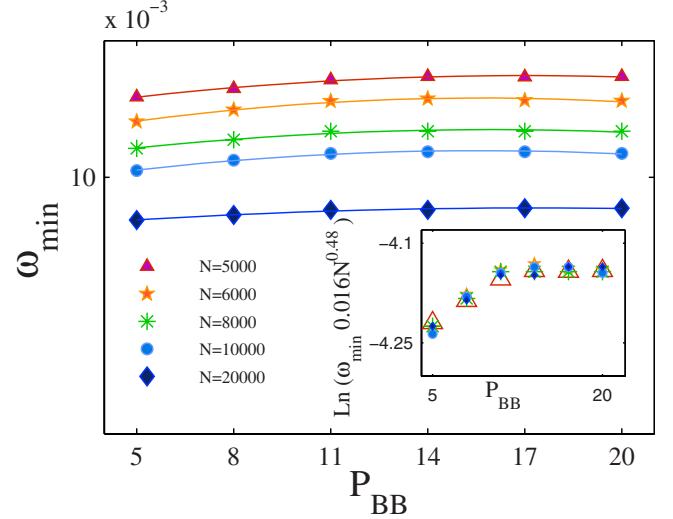 x 10⁻³
10
ω_min
N=5000
N=6000
N=8000
N=10000
N=20000
5 8 11 14 17 20
P_BB
Ln (ω_min 0.016N^0.48)
−4.1
−4.25
5 20
P_BB